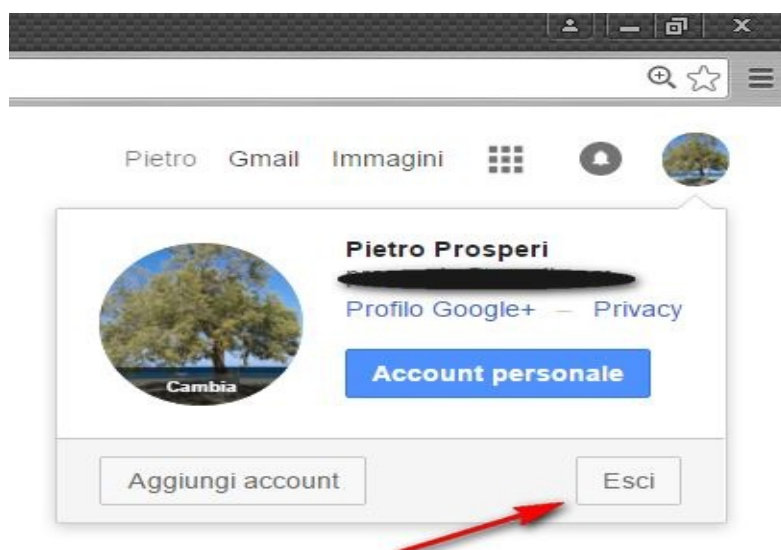 Pietro Gmail Immagini
Pietro Prosperi
Profilo Google+ – Privacy
Cambia
Account personale
Aggiungi account Esci